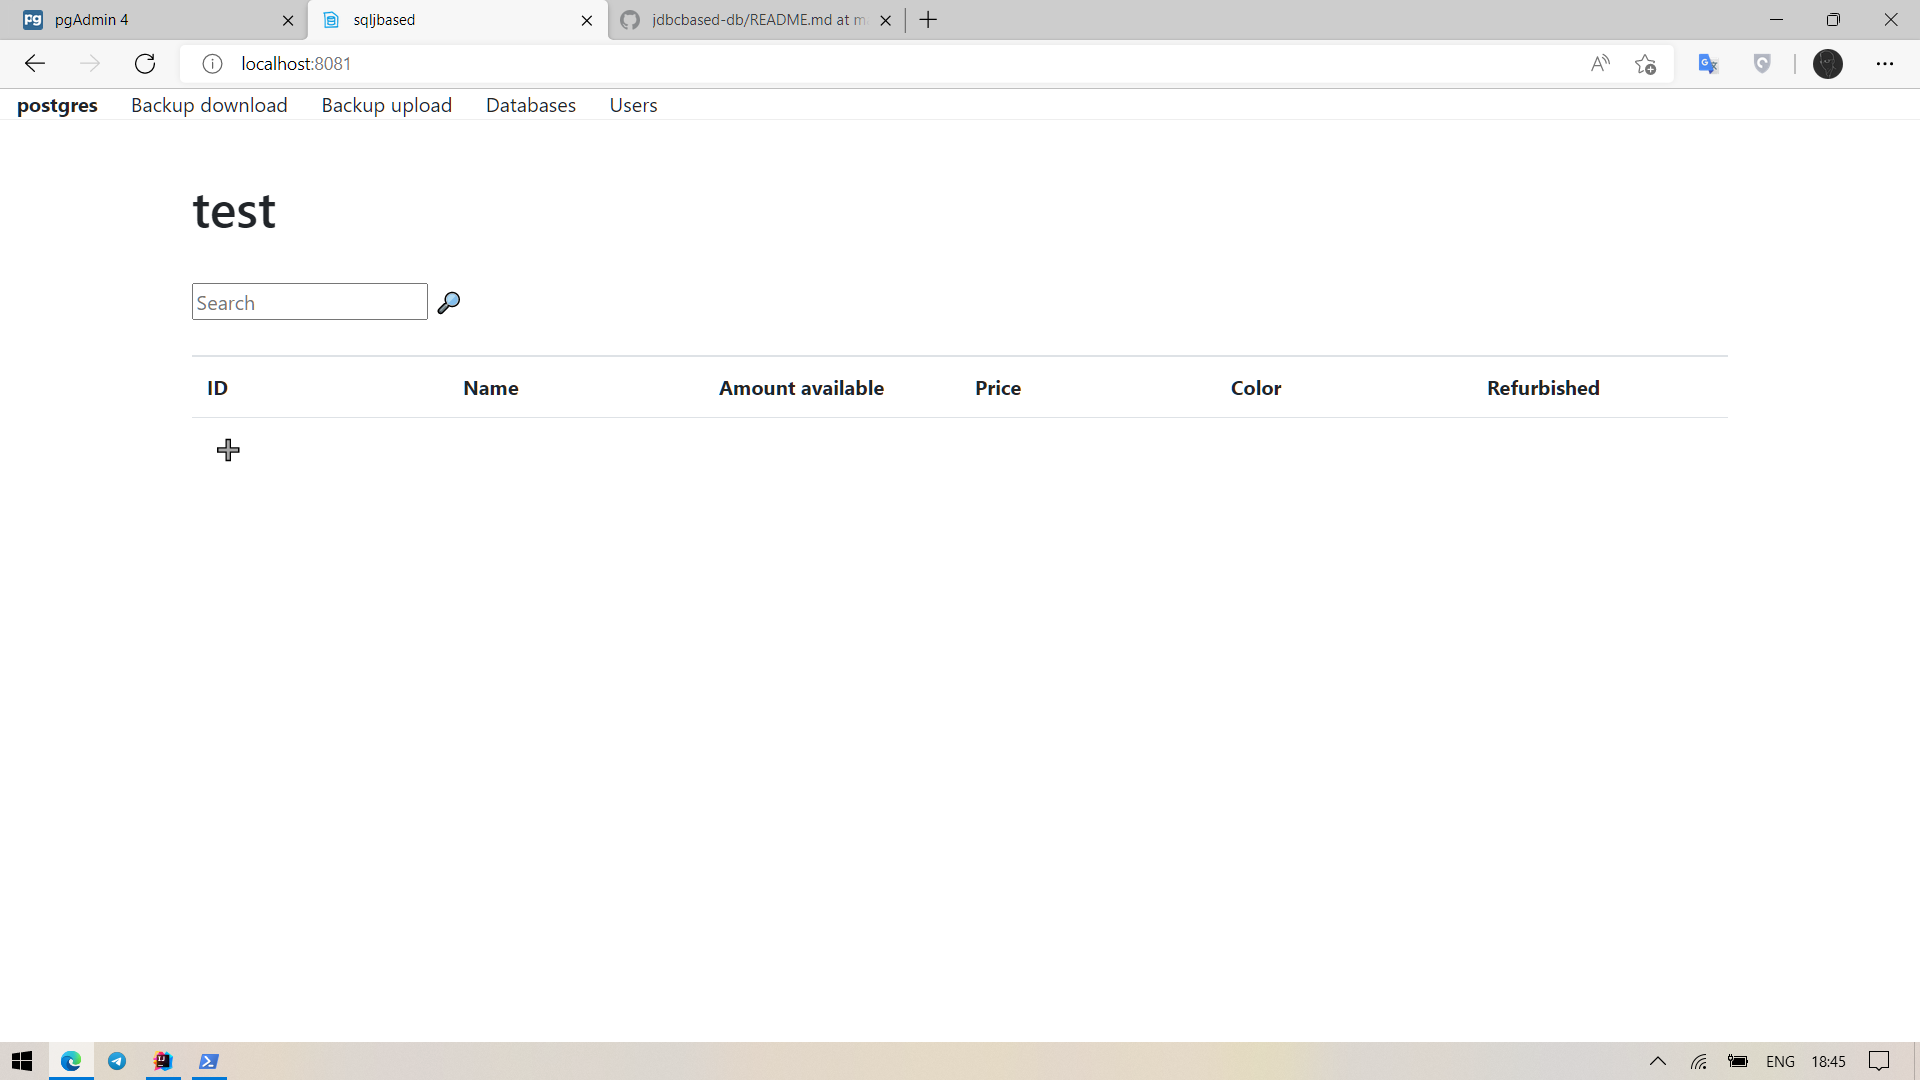 pgAdmin 4
sqljbased
jdbcbased-db/README.md at m
localhost:8081
postgres Backup download Backup upload Databases Users
test
Search
ID Name Amount available Price Color Refurbished
ENG 18:45